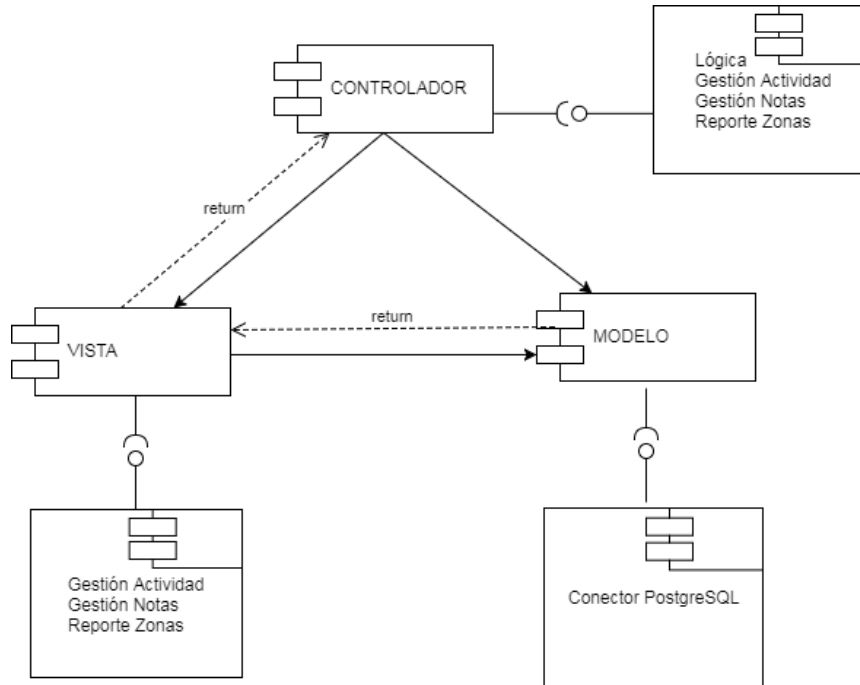 CONTROLADOR
Lógica
Gestión Actividad
Gestión Notas
Reporte Zonas
return
return
VISTA
MODELO
Gestión Actividad
Gestión Notas
Reporte Zonas
Conector PostgreSQL